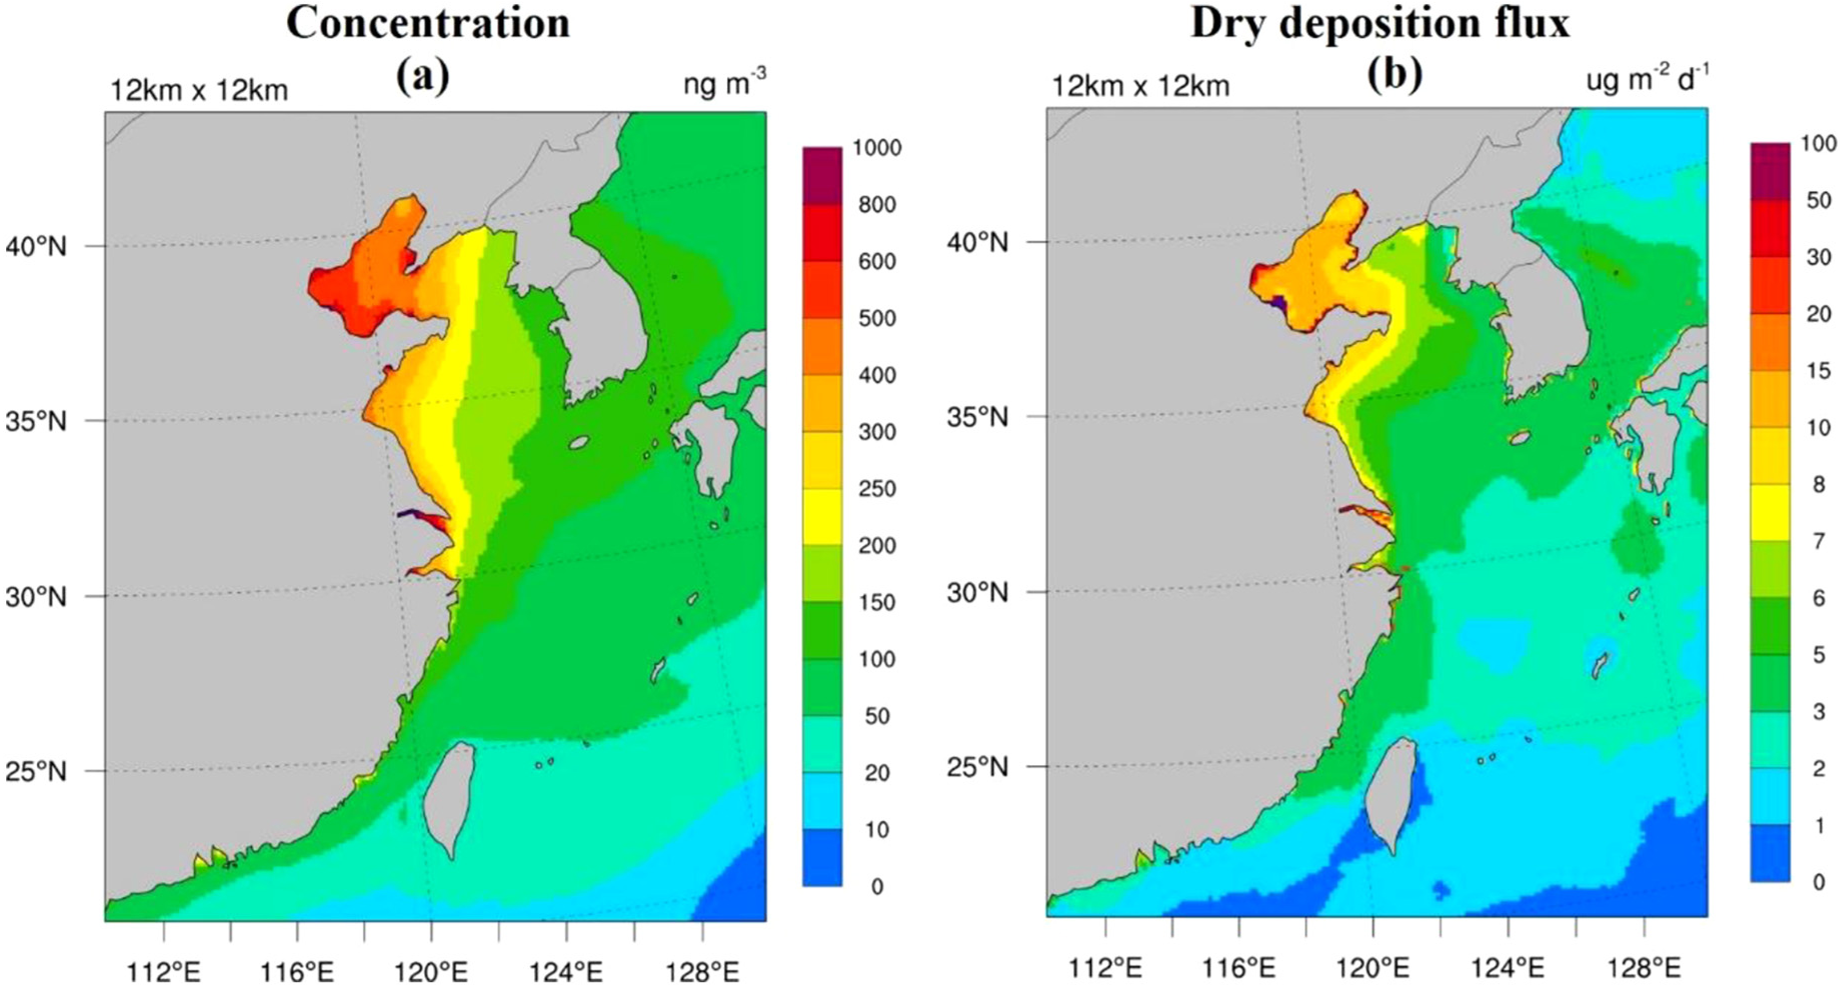 Concentration
(a)
12km x 12km
ng m-3
40°N
35°N
30°N
25°N
112°E
116°E
120°E
124°E
128°E
1000
800
600
500
400
300
250
200
150
100
50
20
10
0
Dry deposition flux
(b)
12km x 12km
ug m-2 d-1
40°N
35°N
30°N
25°N
112°E
116°E
120°E
124°E
128°E
100
50
30
20
15
10
8
7
6
5
3
2
1
0